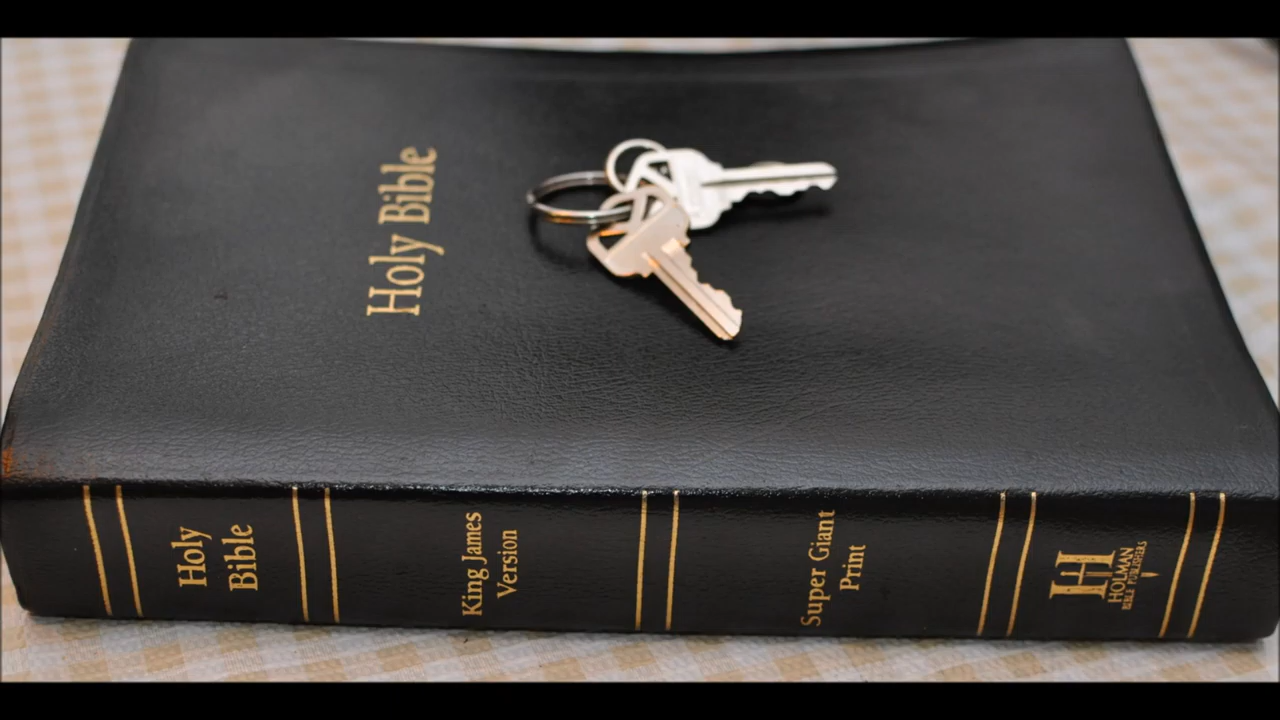 Holy Bible
Holy
Bible
King James
Version
Super Giant
Print
HOLMAN
BIBLE PUBLISHERS